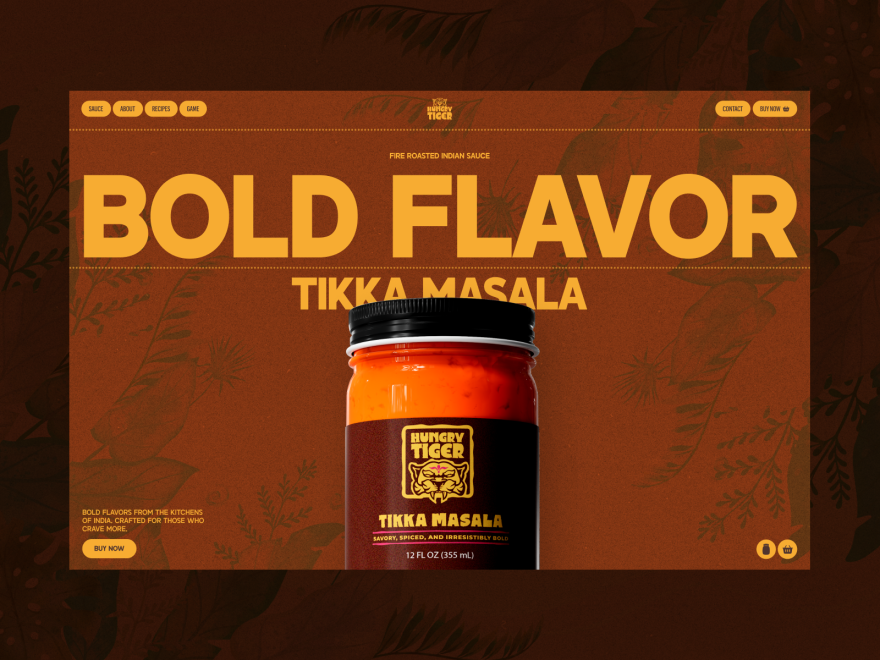 SAUCE
ABOUT
RECIPES
GAME
HUNGRY
TIGER
CONTACT
BUY NOW
FIRE ROASTED INDIAN SAUCE
BOLD FLAVOR
TIKKA MASALA
HUNGRY
TIGER
TIKKA MASALA
SAVORY, SPICED, AND IRRESISTIBLY BOLD
12 FL OZ (355 mL)
BOLD FLAVORS FROM THE KITCHENS
OF INDIA. CRAFTED FOR THOSE WHO
CRAVE MORE.
BUY NOW